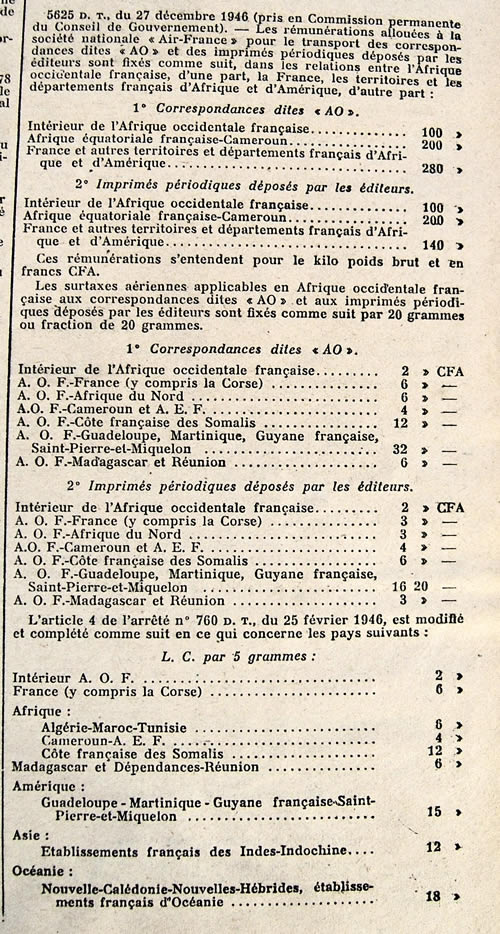 5625 D. T., du 27 décembre 1946 (pris en Commission permanente
du Conseil de Gouvernement). — Les rémunérations allouées à la
société nationale « Air-France » pour le transport des correspon-
dances dites « AO » et des imprimés périodiques déposés par les
éditeurs sont fixés comme suit, dans les relations entre l'Afrique
occidentale française, d'une part, la France, les territoires et les
départements français d'Afrique et d'Amérique, d'autre part :
1° Correspondances dites « AO ».
Intérieur de l'Afrique occidentale française.............. 100 »
Afrique équatoriale française-Cameroun................ 200 »
France et autres territoires et départements français d'Afri-
que et d'Amérique.................................. 280 »
2° Imprimés périodiques déposés par les éditeurs.
Intérieur de l'Afrique occidentale française.............. 100 »
Afrique équatoriale française-Cameroun................ 200 »
France et autres territoires et départements français d'Afri-
que et d'Amérique.................................. 140 »
Ces rémunérations s'entendent pour le kilo poids brut et en
francs CFA.
Les surtaxes aériennes applicables en Afrique occidentale fran-
çaise aux correspondances dites « AO » et aux imprimés périodi-
ques déposés par les éditeurs sont fixés comme suit par 20 grammes
ou fraction de 20 grammes.
1° Correspondances dites « AO ».
Intérieur de l'Afrique occidentale française......... 2 » CFA
A. O. F.-France (y compris la Corse) ................ 6 » —
A. O. F.-Afrique du Nord ......................... 6 » —
A.O. F.-Cameroun et A. E. F. ...................... 4 » —
A. O. F.-Côte française des Somalis ................ 12 » —
A. O. F.-Guadeloupe, Martinique, Guyane française,
Saint-Pierre-et-Miquelon ...................... 32 » —
A. O. F.-Madagascar et Réunion ................... 6 » —
2° Imprimés périodiques déposés par les éditeurs.
Intérieur de l'Afrique occidentale française ......... 2 » CFA
A. O. F.-France (y compris la Corse) ................ 3 » —
A. O. F.-Afrique du Nord ......................... 3 » —
A.O. F.-Cameroun et A. E. F. ...................... 4 » —
A. O. F.-Côte française des Somalis ................ 6 » —
A. O. F.-Guadeloupe, Martinique, Guyane française,
Saint-Pierre-et-Miquelon ...................... 16 20 —
A. O. F.-Madagascar et Réunion ................... 3 » —
L'article 4 de l'arrêté n° 760 D. T., du 25 février 1946, est modifié
et complété comme suit en ce qui concerne les pays suivants :
L. C. par 5 grammes :
Intérieur A. O. F. ................................ 2 »
France (y compris la Corse) ....................... 6 »
Afrique :
Algérie-Maroc-Tunisie ......................... 6 »
Cameroun-A. E. F. ............................ 4 »
Côte française des Somalis ..................... 12 »
Madagascar et Dépendances-Réunion ................ 6 »
Amérique :
Guadeloupe - Martinique - Guyane française-Saint-
Pierre-et-Miquelon .......................... 15 »
Asie :
Etablissements français des Indes-Indochine.... 12 »
Océanie :
Nouvelle-Calédonie-Nouvelles-Hébrides, établisse-
ments français d'Océanie ..................... 18 »